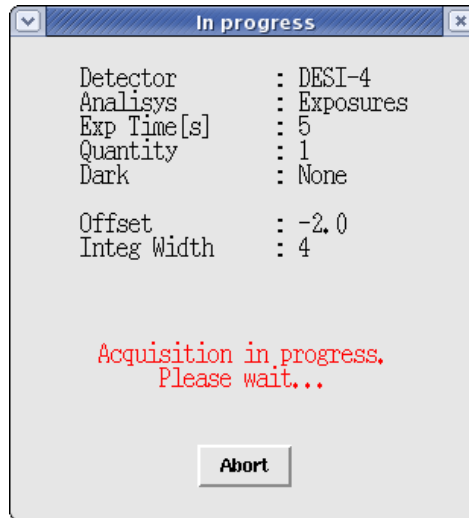 In progress
Detector : DESI-4
Analisys : Exposures
Exp Time[s] : 5
Quantity : 1
Dark : None
Offset : -2.0
Integ Width : 4
Acquisition in progress.
Please wait...
Abort